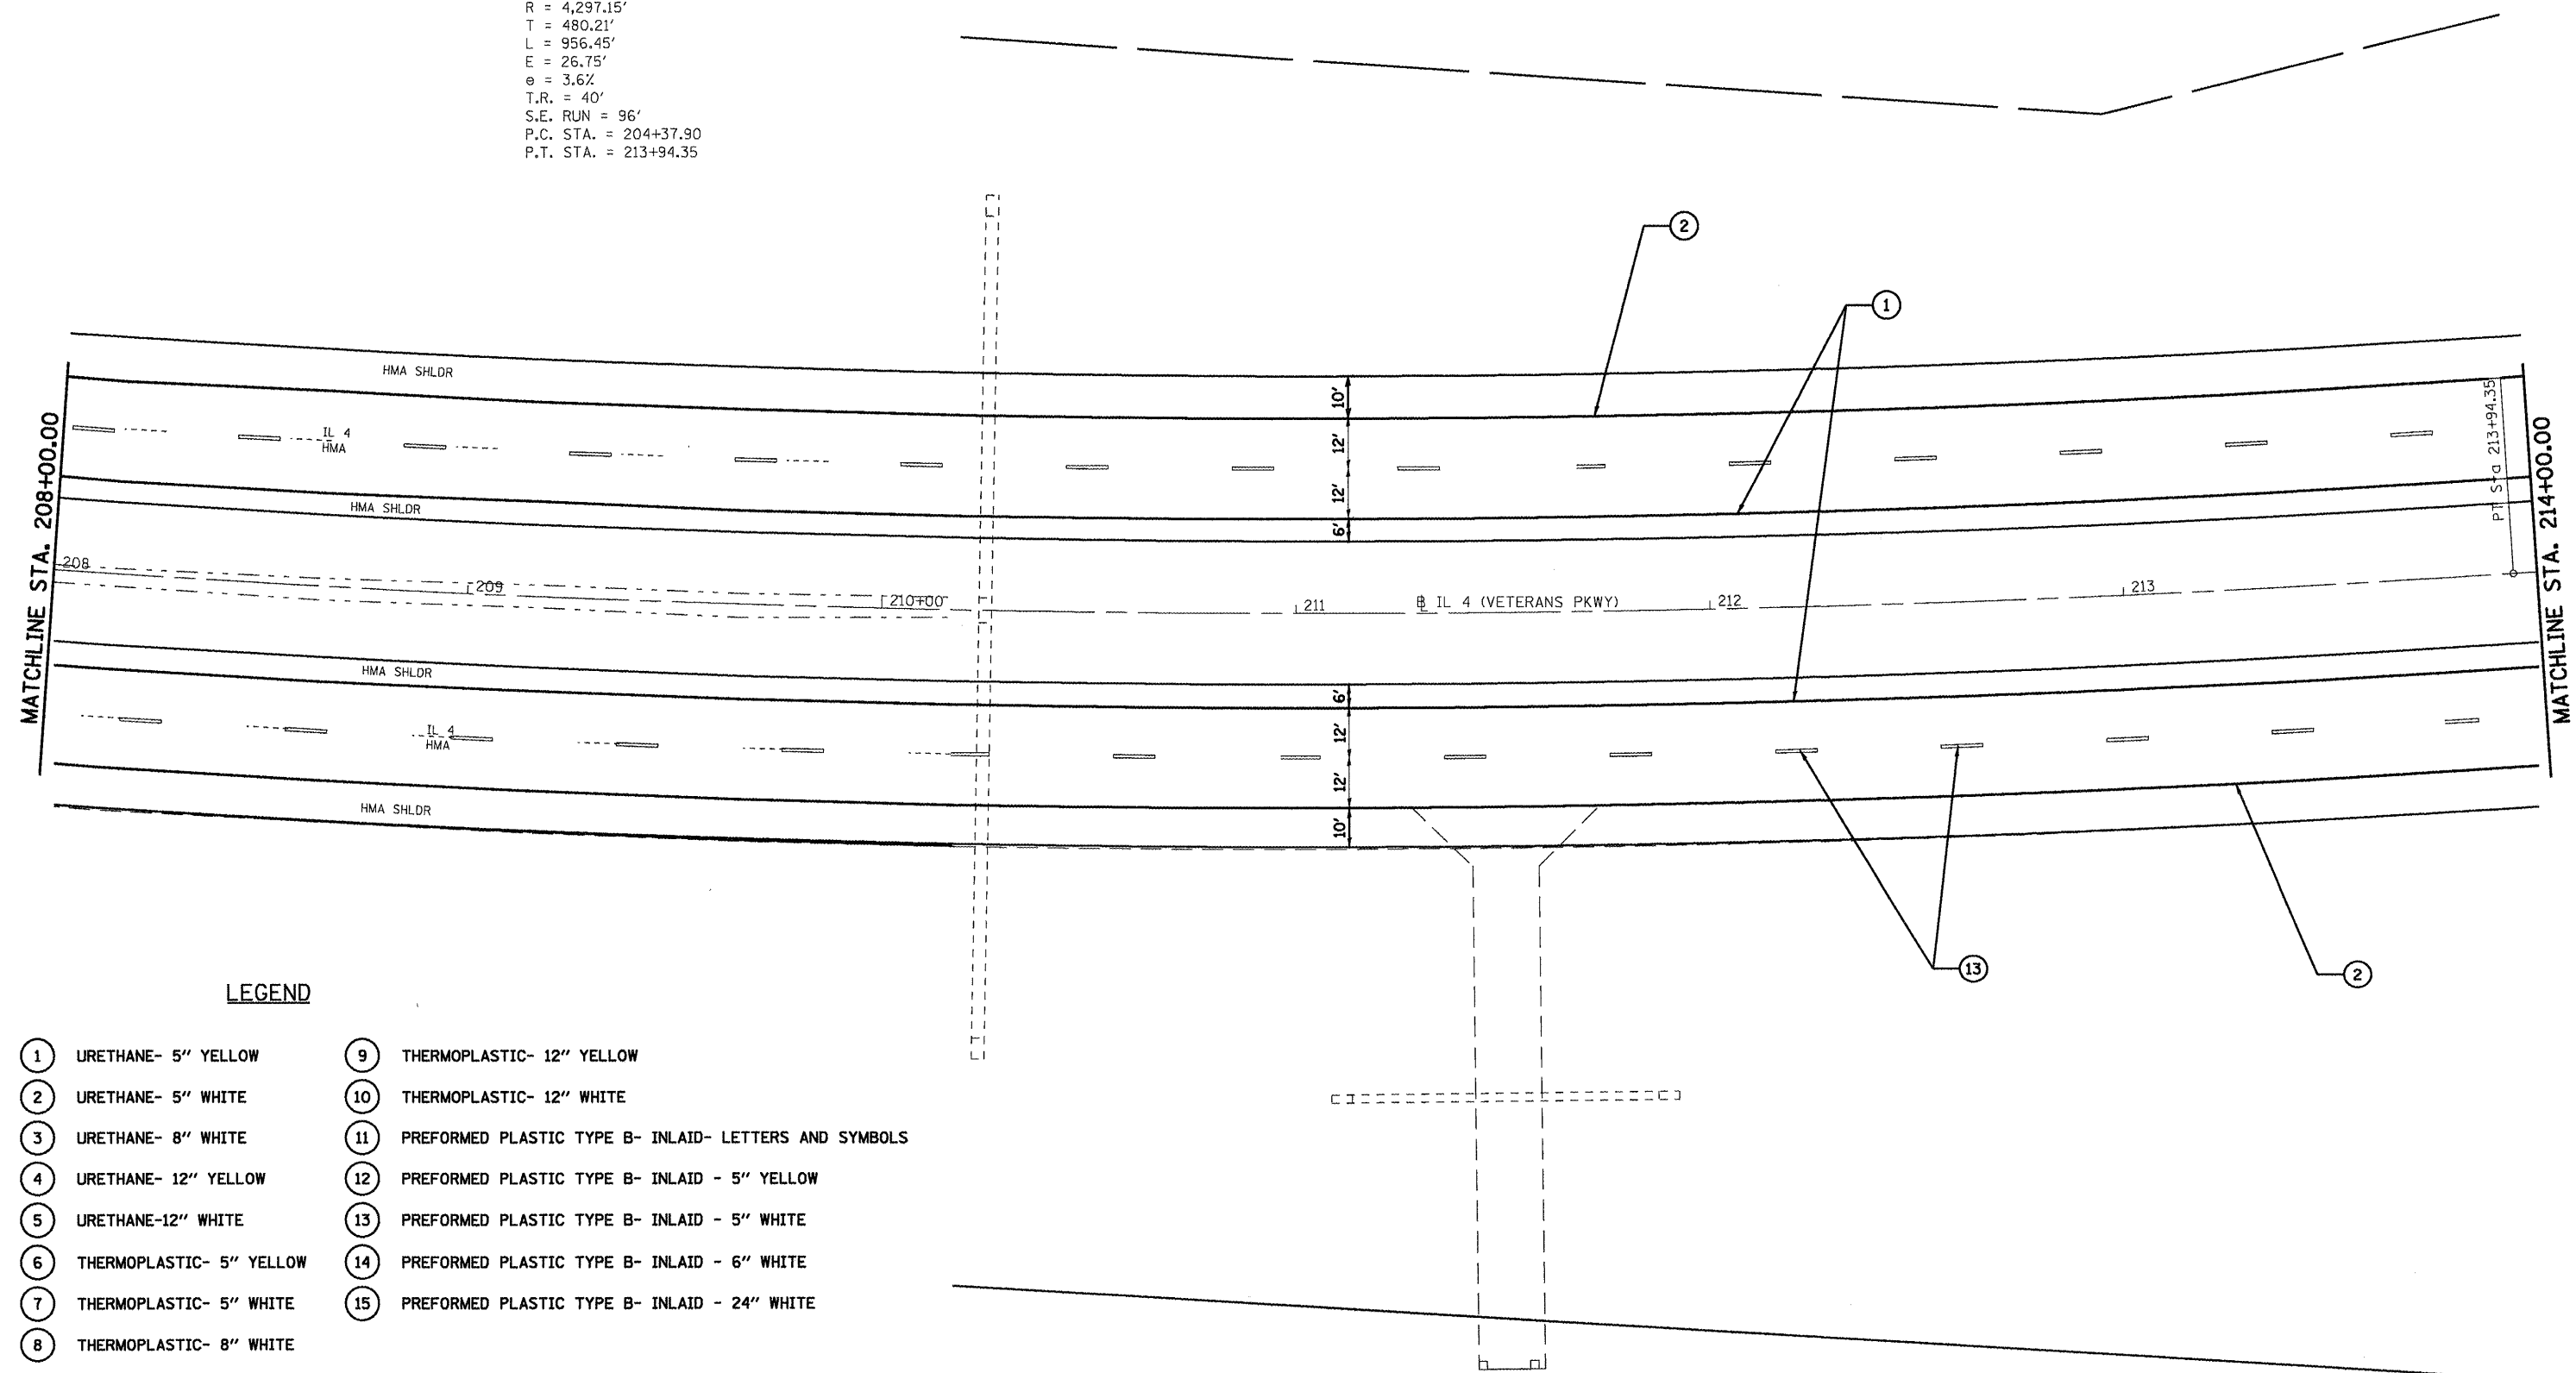 R = 4,297.15'
T = 480.21'
L = 956.45'
E = 26.75'
e = 3.6%
T.R. = 40'
S.E. RUN = 96'
P.C. STA. = 204+37.90
P.T. STA. = 213+94.35
2
1
HMA SHLDR
10'
IL 4
HMA
12'
12'
HMA SHLDR
6'
MATCHLINE STA. 208+00.00
PT Sta 213+94.35
MATCHLINE STA. 214+00.00
208
209
210+00
211
℄ IL 4 (VETERANS PKWY)
212
213
HMA SHLDR
6'
IL 4
HMA
12'
12'
HMA SHLDR
10'
13
2
LEGEND
1 URETHANE- 5" YELLOW
2 URETHANE- 5" WHITE
3 URETHANE- 8" WHITE
4 URETHANE- 12" YELLOW
5 URETHANE-12" WHITE
6 THERMOPLASTIC- 5" YELLOW
7 THERMOPLASTIC- 5" WHITE
8 THERMOPLASTIC- 8" WHITE
9 THERMOPLASTIC- 12" YELLOW
10 THERMOPLASTIC- 12" WHITE
11 PREFORMED PLASTIC TYPE B- INLAID- LETTERS AND SYMBOLS
12 PREFORMED PLASTIC TYPE B- INLAID - 5" YELLOW
13 PREFORMED PLASTIC TYPE B- INLAID - 5" WHITE
14 PREFORMED PLASTIC TYPE B- INLAID - 6" WHITE
15 PREFORMED PLASTIC TYPE B- INLAID - 24" WHITE